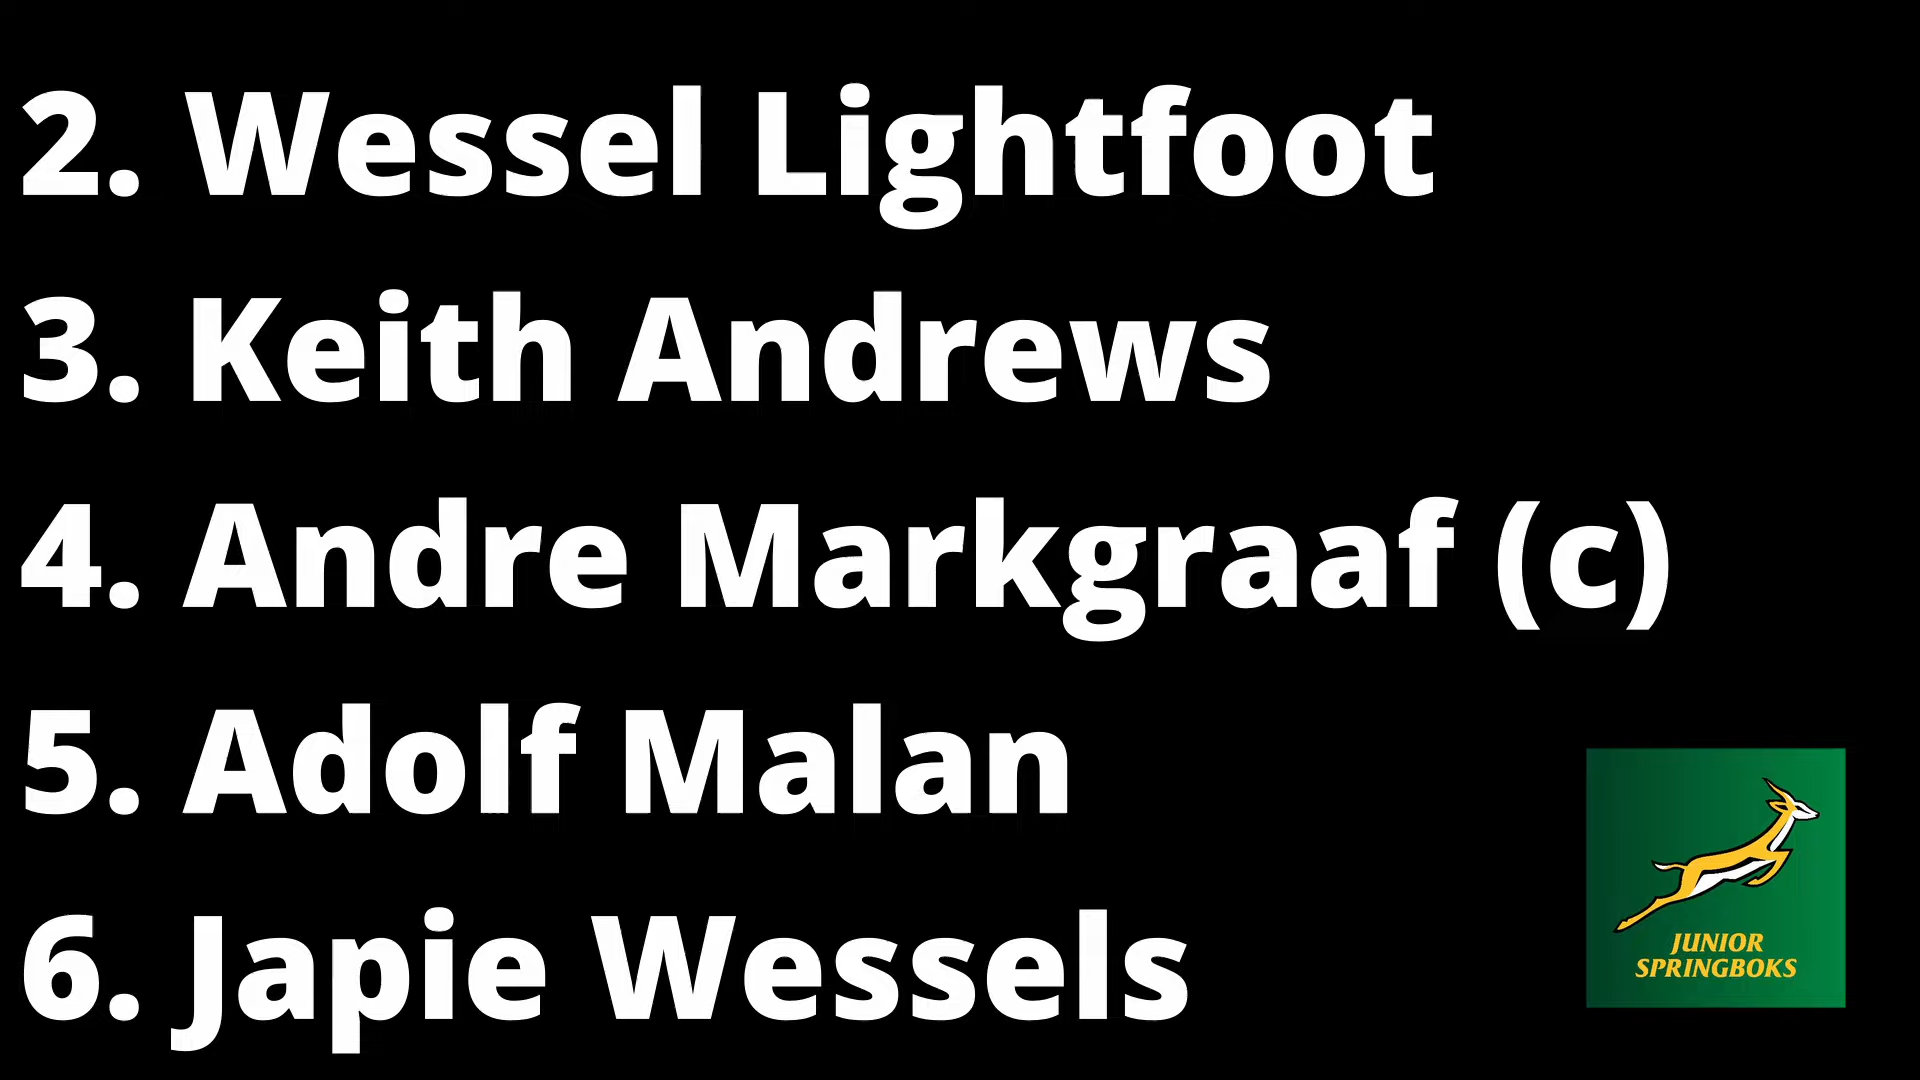 2. Wessel Lightfoot
3. Keith Andrews
4. Andre Markgraaf (c)
5. Adolf Malan
6. Japie Wessels
JUNIOR
SPRINGBOKS